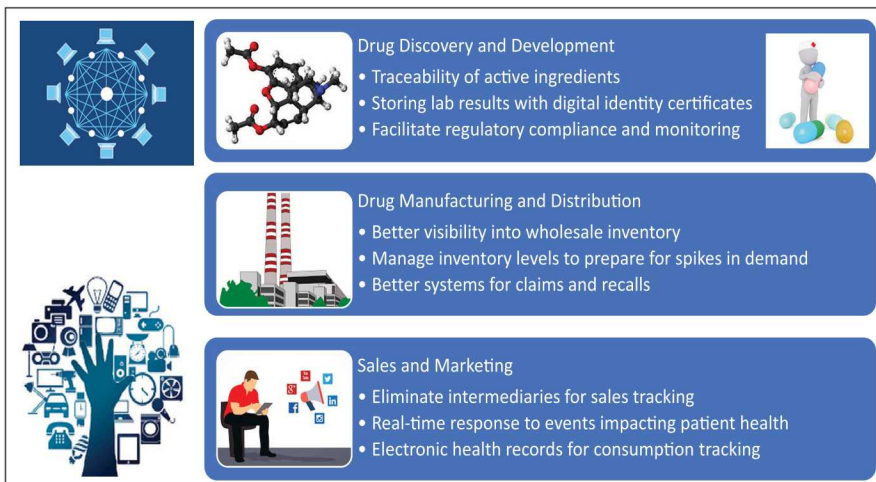 Drug Discovery and Development
• Traceability of active ingredients
• Storing lab results with digital identity certificates
• Facilitate regulatory compliance and monitoring
Drug Manufacturing and Distribution
• Better visibility into wholesale inventory
• Manage inventory levels to prepare for spikes in demand
• Better systems for claims and recalls
Sales and Marketing
• Eliminate intermediaries for sales tracking
• Real-time response to events impacting patient health
• Electronic health records for consumption tracking